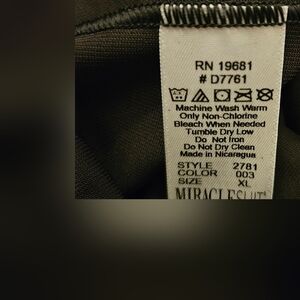 RN 19681
# D7761
Machine Wash Warm
Only Non-Chlorine
Bleach When Needed
Tumble Dry Low
Do Not Iron
Do Not Dry Clean
Made in Nicaragua
STYLE 2781
COLOR 003
SIZE XL
MIRACLESUIT